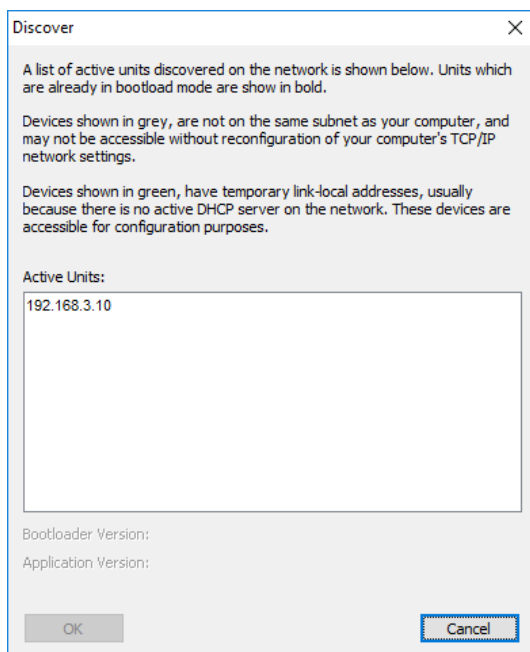 Discover
A list of active units discovered on the network is shown below. Units which
are already in bootload mode are show in bold.
Devices shown in grey, are not on the same subnet as your computer, and
may not be accessible without reconfiguration of your computer's TCP/IP
network settings.
Devices shown in green, have temporary link-local addresses, usually
because there is no active DHCP server on the network. These devices are
accessible for configuration purposes.
Active Units:
192.168.3.10
Bootloader Version:
Application Version:
OK
Cancel